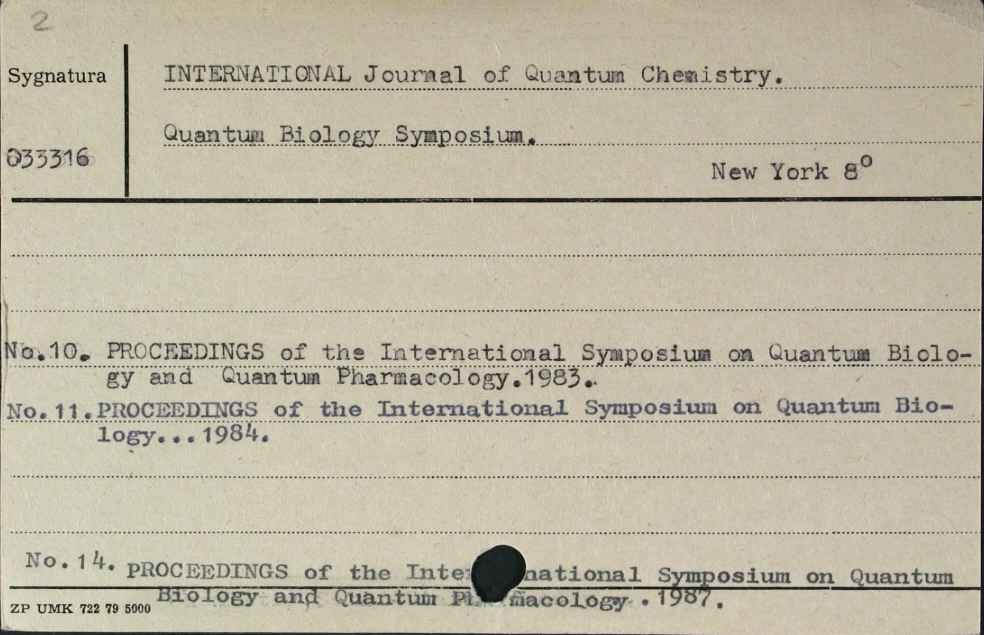 2
Sygnatura
INTERNATIONAL Journal of Quantum Chemistry.
Quantum Biology Symposium.
033316
New York 8⁰
No.10. PROCEEDINGS of the International Symposium on Quantum Biolo-
gy and Quantum Pharmacology.1983.
No.11.PROCEEDINGS of the International Symposium on Quantum Bio-
logy...1984.
No.14. PROCEEDINGS of the International Symposium on Quantum
Biology and Quantum Pharmacology.1987.
ZP UMK 722 79 5000